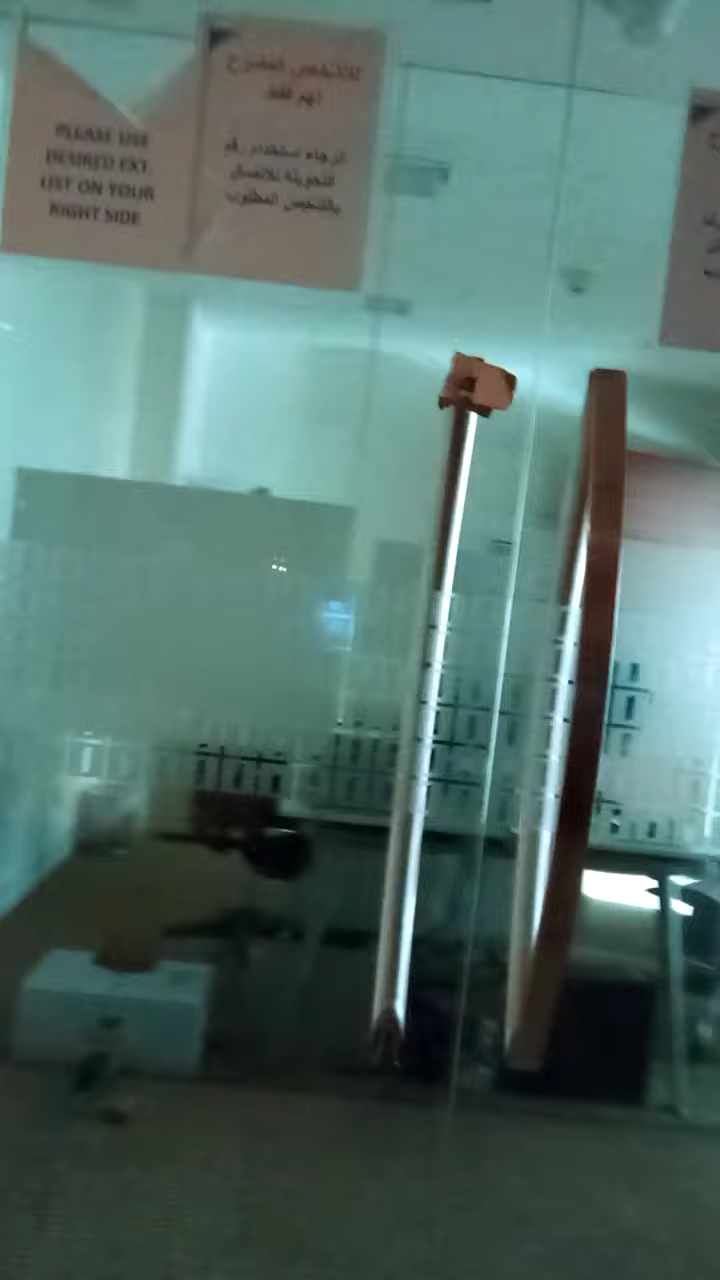 PLEASE USE
DESIRED EXT.
LIST ON YOUR
RIGHT SIDE
للأشخاص المصرح
لهم فقط
الرجاء استخدام رقم
التحويلة للاتصال
بالشخص المطلوب